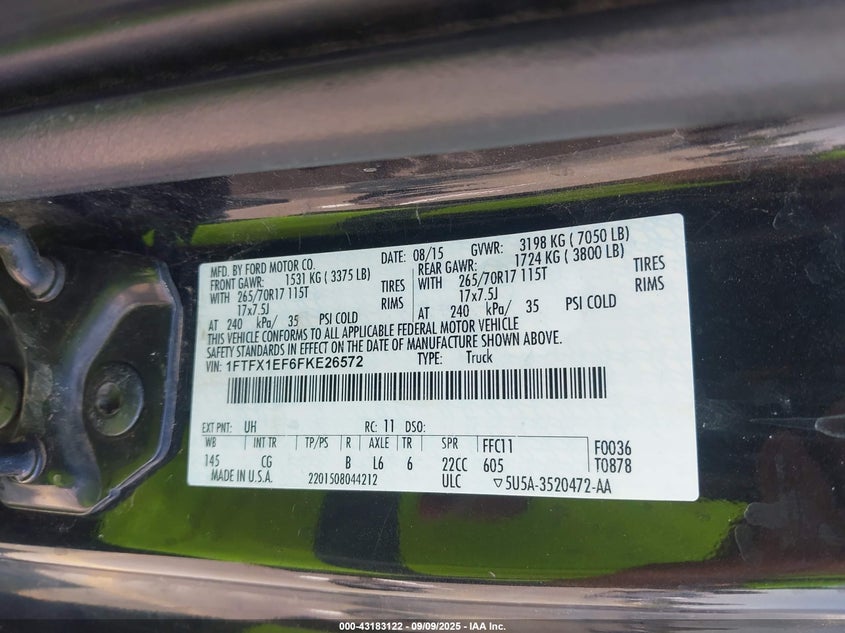 MFD. BY FORD MOTOR CO. DATE: 08/15 GVWR: 3198 KG ( 7050 LB)
FRONT GAWR: 1531 KG ( 3375 LB) REAR GAWR: 1724 KG ( 3800 LB)
WITH 265/70R17 115T TIRES WITH 265/70R17 115T TIRES
17x7.5J RIMS 17x7.5J RIMS
AT 240 kPa/ 35 PSI COLD AT 240 kPa/ 35 PSI COLD
THIS VEHICLE CONFORMS TO ALL APPLICABLE FEDERAL MOTOR VEHICLE
SAFETY STANDARDS IN EFFECT ON THE DATE OF MANUFACTURE SHOWN ABOVE.
VIN: 1FTFX1EF6FKE26572 TYPE: Truck
EXT PNT: UH RC: 11 DSO:
WB INT TR TP/PS R AXLE TR SPR FFC11 F0036
145 CG B L6 6 22CC 605 T0878
MADE IN U.S.A. 2201508044212 ULC ▽5U5A-3520472-AA
000-43183122 - 09/09/2025 - IAA Inc.